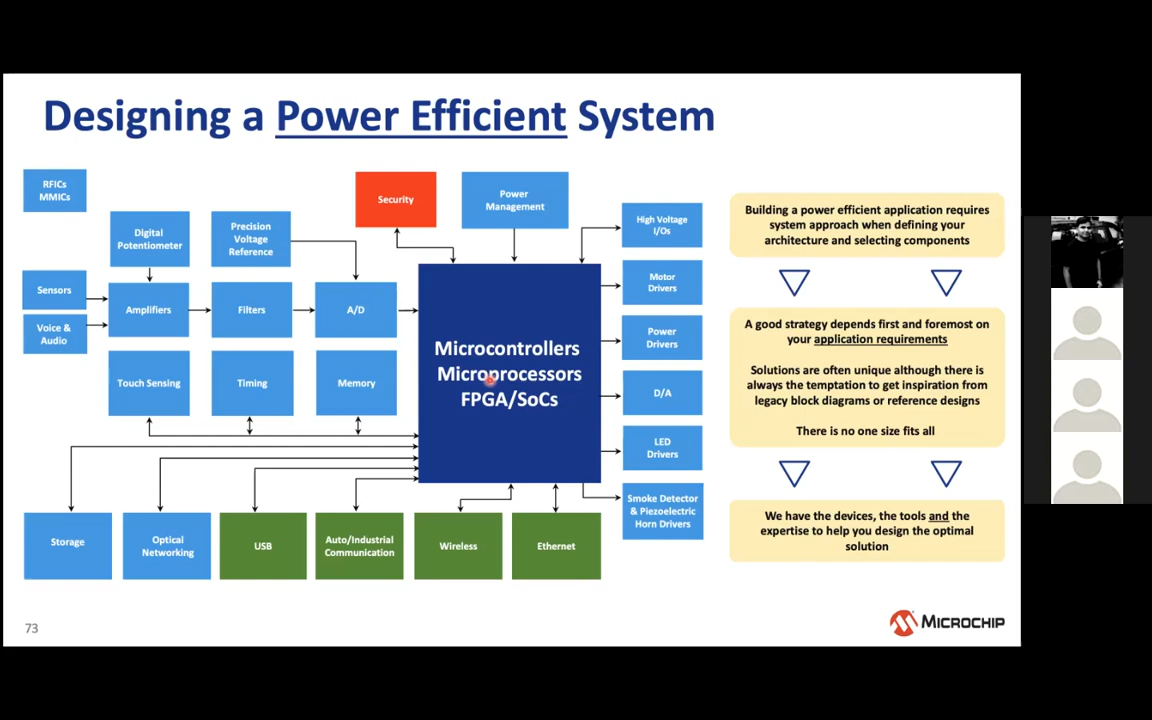 Designing a Power Efficient System
RFICs
MMICs
Security
Power
Management
Digital
Potentiometer
Precision
Voltage
Reference
High Voltage
I/Os
Sensors
Voice &
Audio
Amplifiers
Filters
A/D
Motor
Drivers
Microcontrollers
Microprocessors
FPGA/SoCs
Power
Drivers
Touch Sensing
Timing
Memory
D/A
LED
Drivers
Smoke Detector
& Piezoelectric
Horn Drivers
Storage
Optical
Networking
USB
Auto/Industrial
Communication
Wireless
Ethernet
Building a power efficient application requires
system approach when defining your
architecture and selecting components
A good strategy depends first and foremost on
your application requirements
Solutions are often unique although there is
always the temptation to get inspiration from
legacy block diagrams or reference designs
There is no one size fits all
We have the devices, the tools and the
expertise to help you design the optimal
solution
73
MICROCHIP